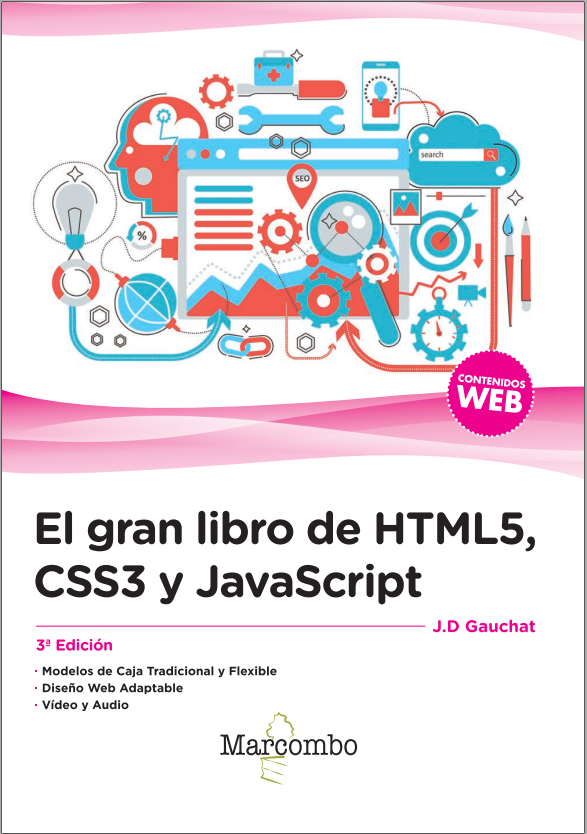 search
SEO
%
CONTENIDOS
WEB
El gran libro de HTML5,
CSS3 y JavaScript
J.D Gauchat
3ª Edición
· Modelos de Caja Tradicional y Flexible
· Diseño Web Adaptable
· Vídeo y Audio
Marcombo